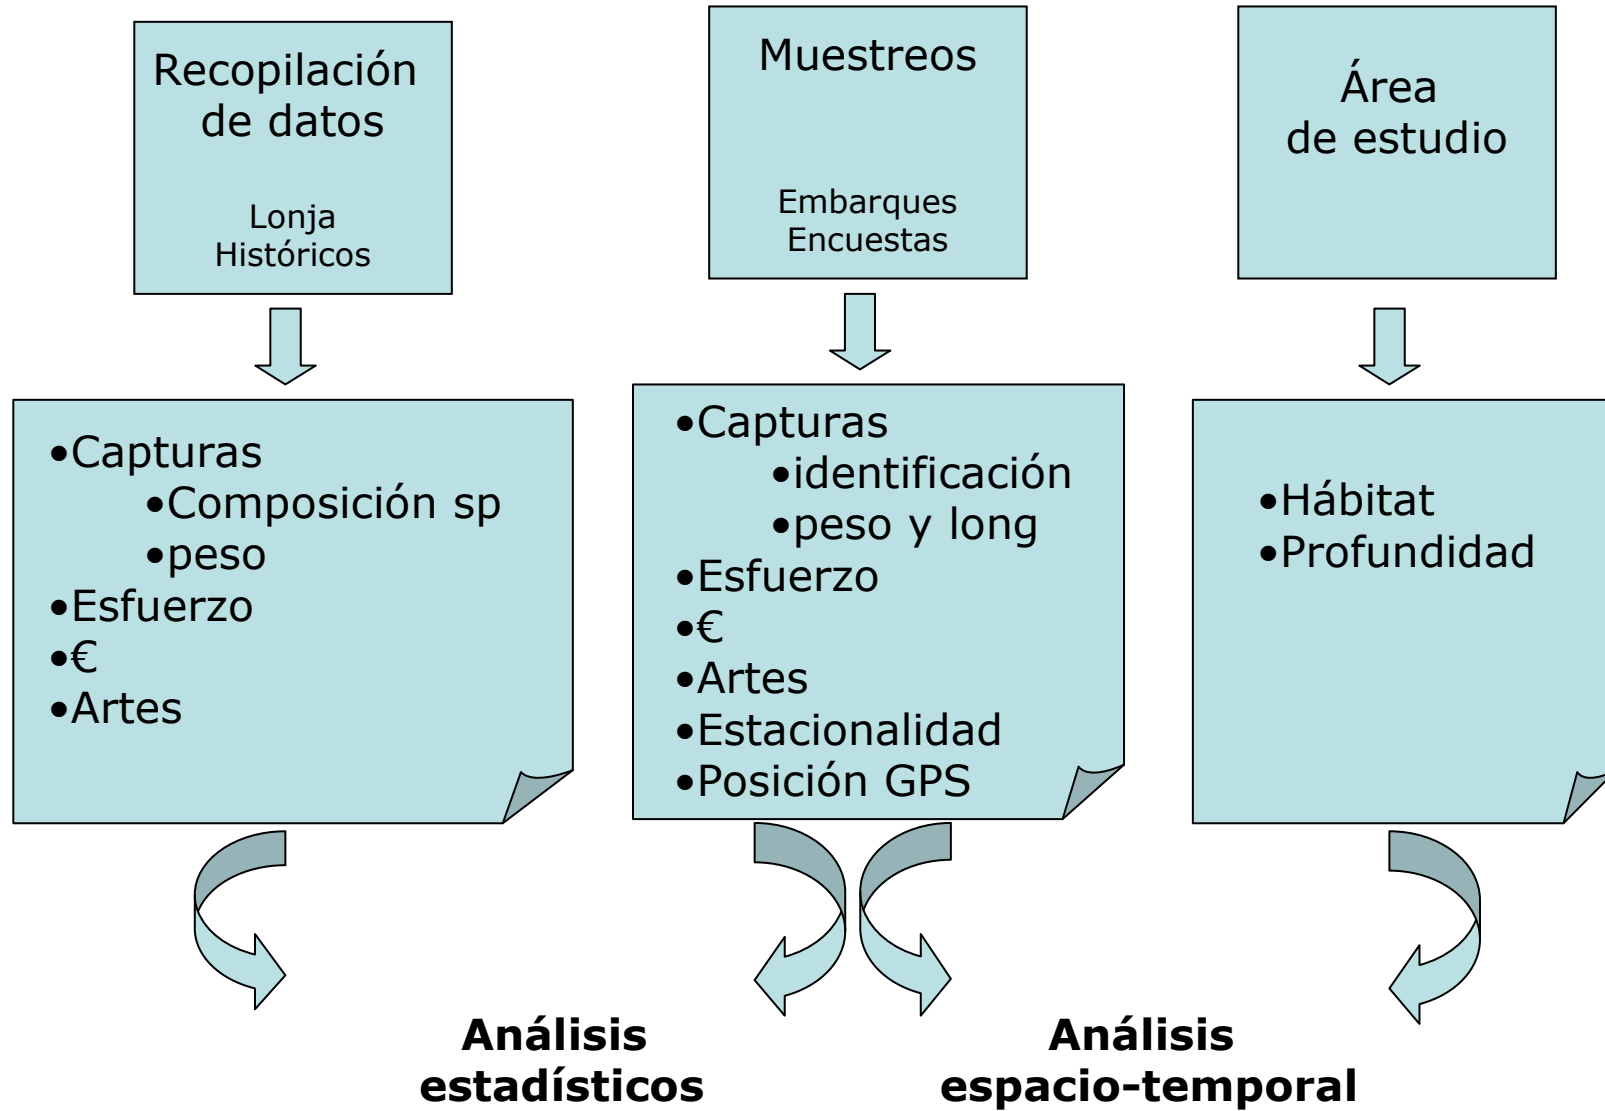 Recopilación
de datos
Lonja
Históricos
Muestreos
Embarques
Encuestas
Área
de estudio
•Capturas
•Composición sp
•peso
•Esfuerzo
•€
•Artes
•Capturas
•identificación
•peso y long
•Esfuerzo
•€
•Artes
•Estacionalidad
•Posición GPS
•Hábitat
•Profundidad
Análisis
estadísticos
Análisis
espacio-temporal